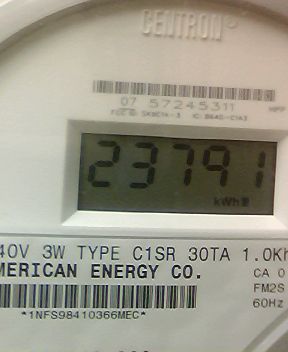 CENTRON®
07 57245311
23791
kWh
40V 3W TYPE C1SR 30TA 1.0Kh
MERICAN ENERGY CO.
CA 0
FM2S
60Hz
*1NFS98410366MEC*